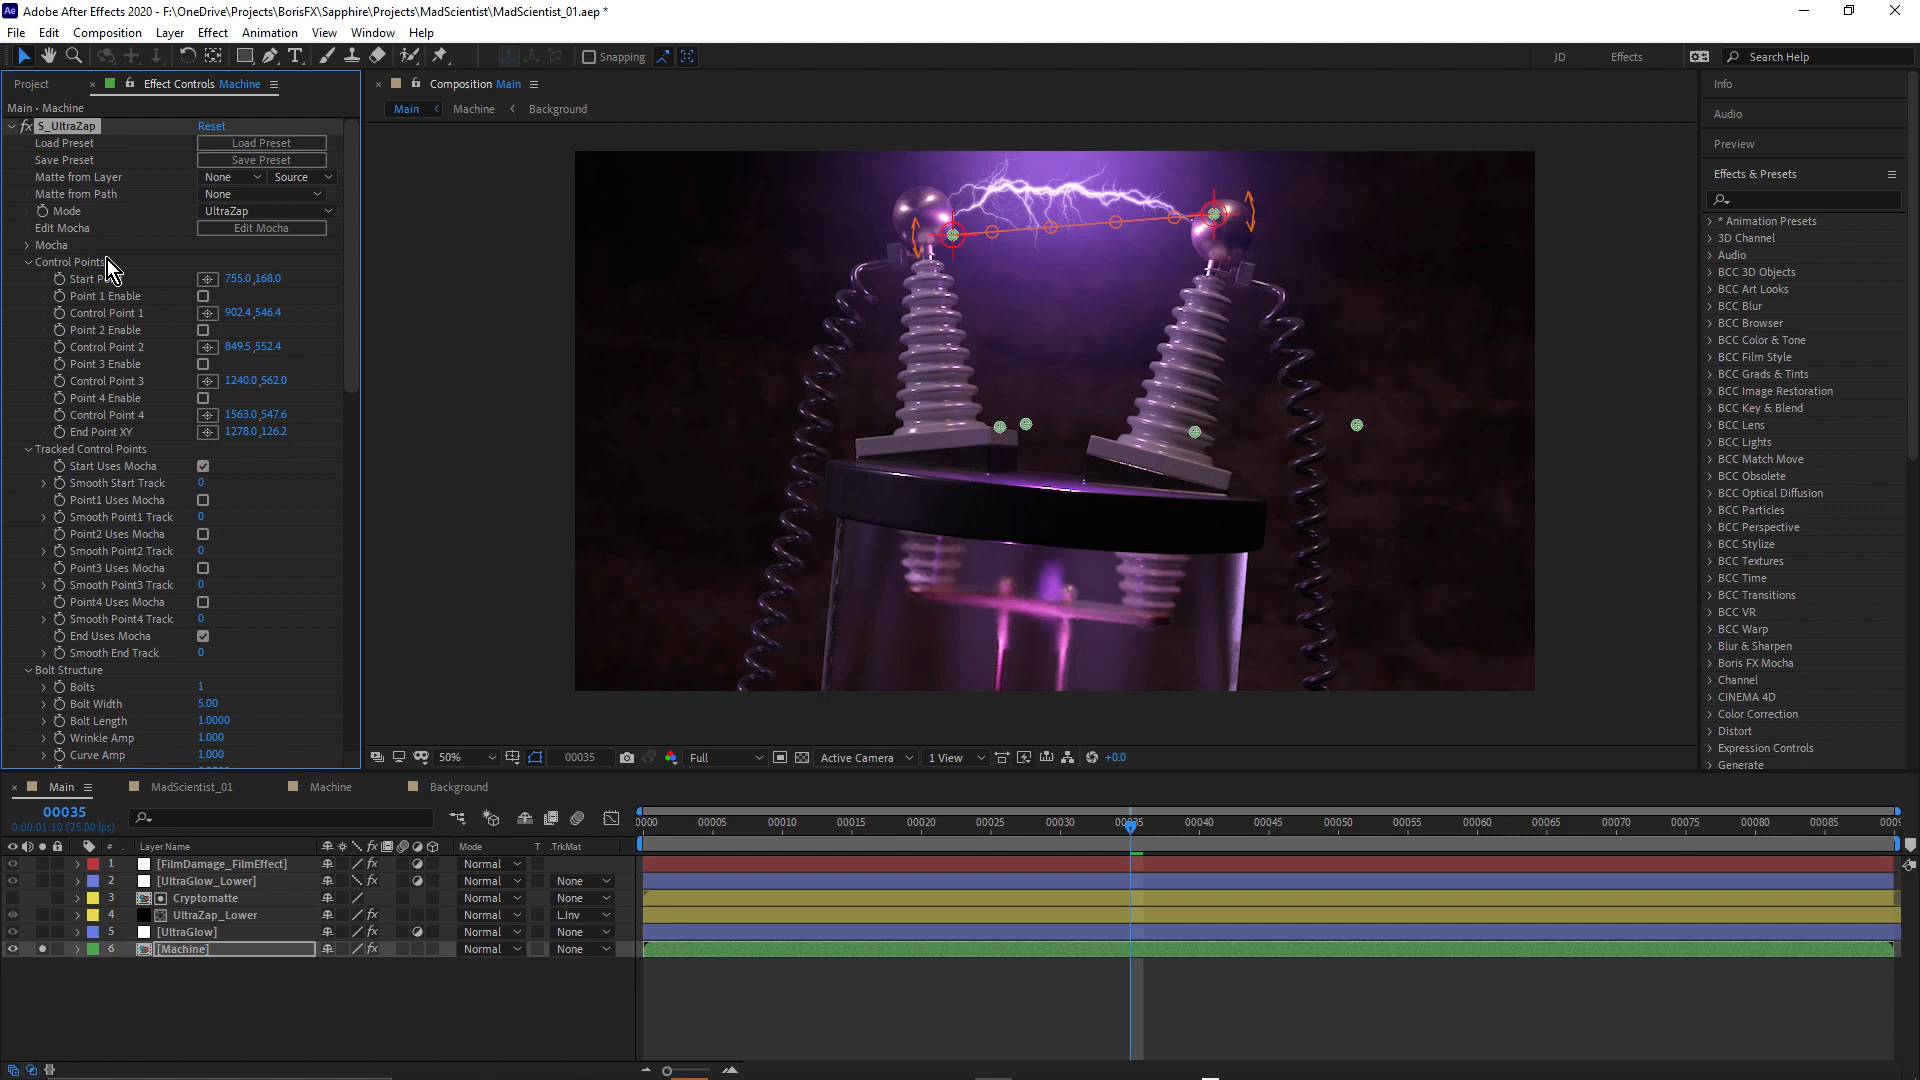 Adobe After Effects 2020 - F:\OneDrive\Projects\BorisFX\Sapphire\Projects\MadScientist\MadScientist_01.aep *
File Edit Composition Layer Effect Animation View Window Help
Snapping JD Effects Search Help
Project Effect Controls Machine
Main • Machine
S_UltraZap Reset
Load Preset Load Preset
Save Preset Save Preset
Matte from Layer None Source
Matte from Path None
Mode UltraZap
Edit Mocha Edit Mocha
Mocha
Control Points
Start 755.0,168.0
Point 1 Enable
Control Point 1 902.4,546.4
Point 2 Enable
Control Point 2 849.5,552.4
Point 3 Enable
Control Point 3 1240.0,562.0
Point 4 Enable
Control Point 4 1563.0,547.6
End Point XY 1278.0,126.2
Tracked Control Points
Start Uses Mocha
Smooth Start Track 0
Point1 Uses Mocha
Smooth Point1 Track 0
Point2 Uses Mocha
Smooth Point2 Track 0
Point3 Uses Mocha
Smooth Point3 Track 0
Point4 Uses Mocha
Smooth Point4 Track 0
End Uses Mocha
Smooth End Track 0
Bolt Structure
Bolts 1
Bolt Width 5.00
Bolt Length 1.0000
Wrinkle Amp 1.000
Curve Amp 1.000
Composition Main
Main Machine Background
50% 00035 Full Active Camera 1 View +0.0
Info
Audio
Preview
Effects & Presets
* Animation Presets
3D Channel
Audio
BCC 3D Objects
BCC Art Looks
BCC Blur
BCC Browser
BCC Color & Tone
BCC Film Style
BCC Grads & Tints
BCC Image Restoration
BCC Key & Blend
BCC Lens
BCC Lights
BCC Match Move
BCC Obsolete
BCC Optical Diffusion
BCC Particles
BCC Perspective
BCC Stylize
BCC Textures
BCC Time
BCC Transitions
BCC VR
BCC Warp
Blur & Sharpen
Boris FX Mocha
Channel
CINEMA 4D
Color Correction
Distort
Expression Controls
Generate
Main MadScientist_01 Machine Background
00035
0:00:01:10 (25.00 fps)
0000 00005 00010 00015 00020 00025 00030 00035 00040 00045 00050 00055 00060 00065 00070 00075 00080 00085
# Layer Name Mode T .TrkMat
1 [FilmDamage_FilmEffect] Normal
2 [UltraGlow_Lower] Normal None
3 Cryptomatte Normal None
4 UltraZap_Lower Normal L.Inv
5 [UltraGlow] Normal None
6 [Machine] Normal None